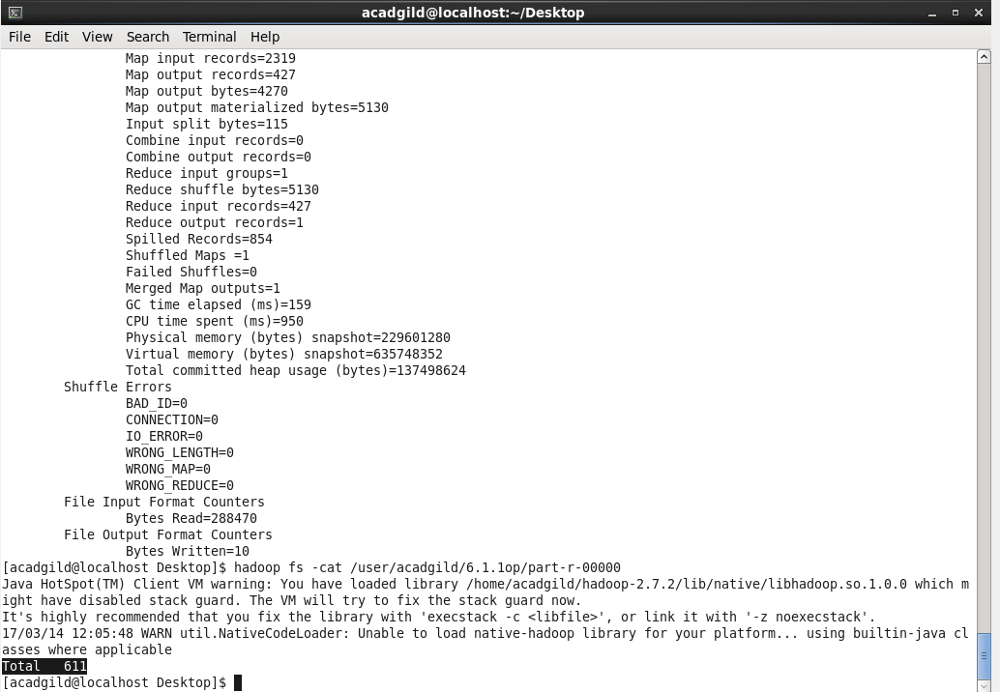 acadgild@localhost:~/Desktop
File Edit View Search Terminal Help
Map input records=2319
Map output records=427
Map output bytes=4270
Map output materialized bytes=5130
Input split bytes=115
Combine input records=0
Combine output records=0
Reduce input groups=1
Reduce shuffle bytes=5130
Reduce input records=427
Reduce output records=1
Spilled Records=854
Shuffled Maps =1
Failed Shuffles=0
Merged Map outputs=1
GC time elapsed (ms)=159
CPU time spent (ms)=950
Physical memory (bytes) snapshot=229601280
Virtual memory (bytes) snapshot=635748352
Total committed heap usage (bytes)=137498624
Shuffle Errors
BAD_ID=0
CONNECTION=0
IO_ERROR=0
WRONG_LENGTH=0
WRONG_MAP=0
WRONG_REDUCE=0
File Input Format Counters
Bytes Read=288470
File Output Format Counters
Bytes Written=10
[acadgild@localhost Desktop]$ hadoop fs -cat /user/acadgild/6.1.1op/part-r-00000
Java HotSpot(TM) Client VM warning: You have loaded library /home/acadgild/hadoop-2.7.2/lib/native/libhadoop.so.1.0.0 which m
ight have disabled stack guard. The VM will try to fix the stack guard now.
It's highly recommended that you fix the library with 'execstack -c <libfile>', or link it with '-z noexecstack'.
17/03/14 12:05:48 WARN util.NativeCodeLoader: Unable to load native-hadoop library for your platform... using builtin-java cl
asses where applicable
Total 611
[acadgild@localhost Desktop]$